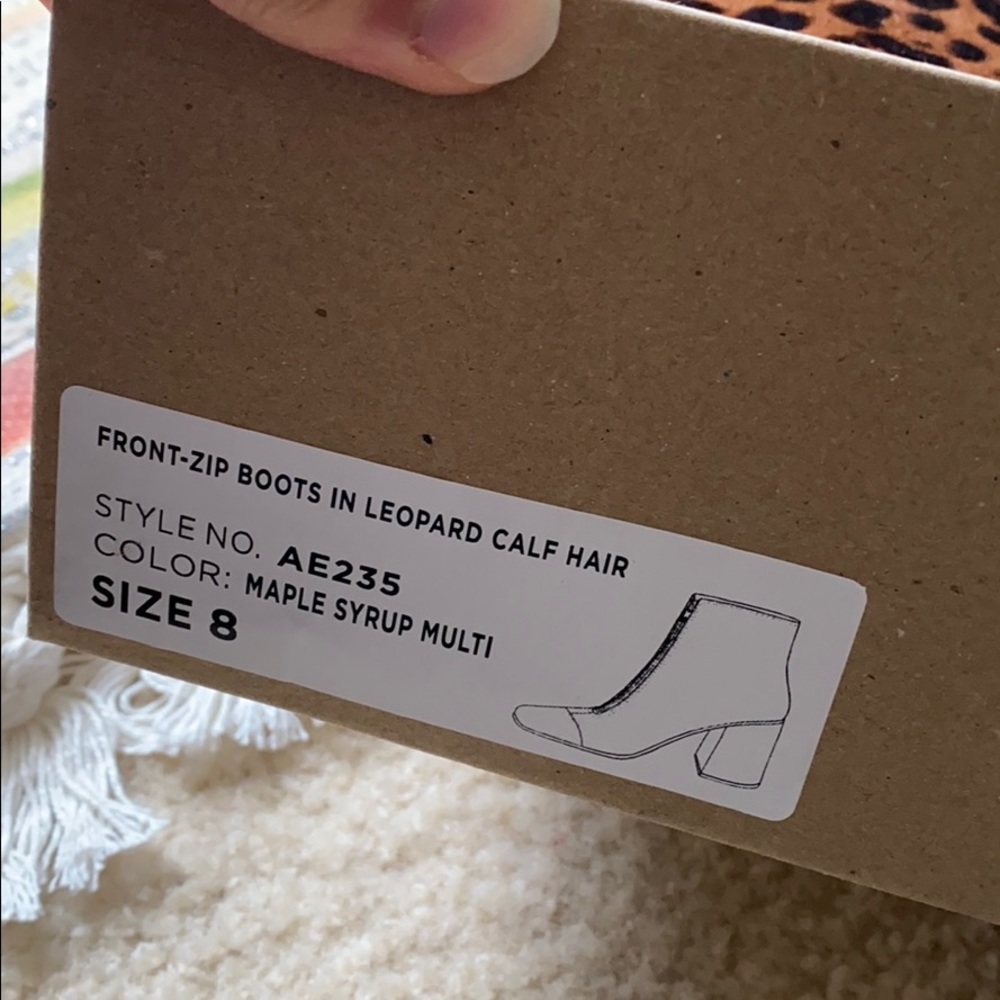 FRONT-ZIP BOOTS IN LEOPARD CALF HAIR
STYLE NO. AE235
COLOR: MAPLE SYRUP MULTI
SIZE 8